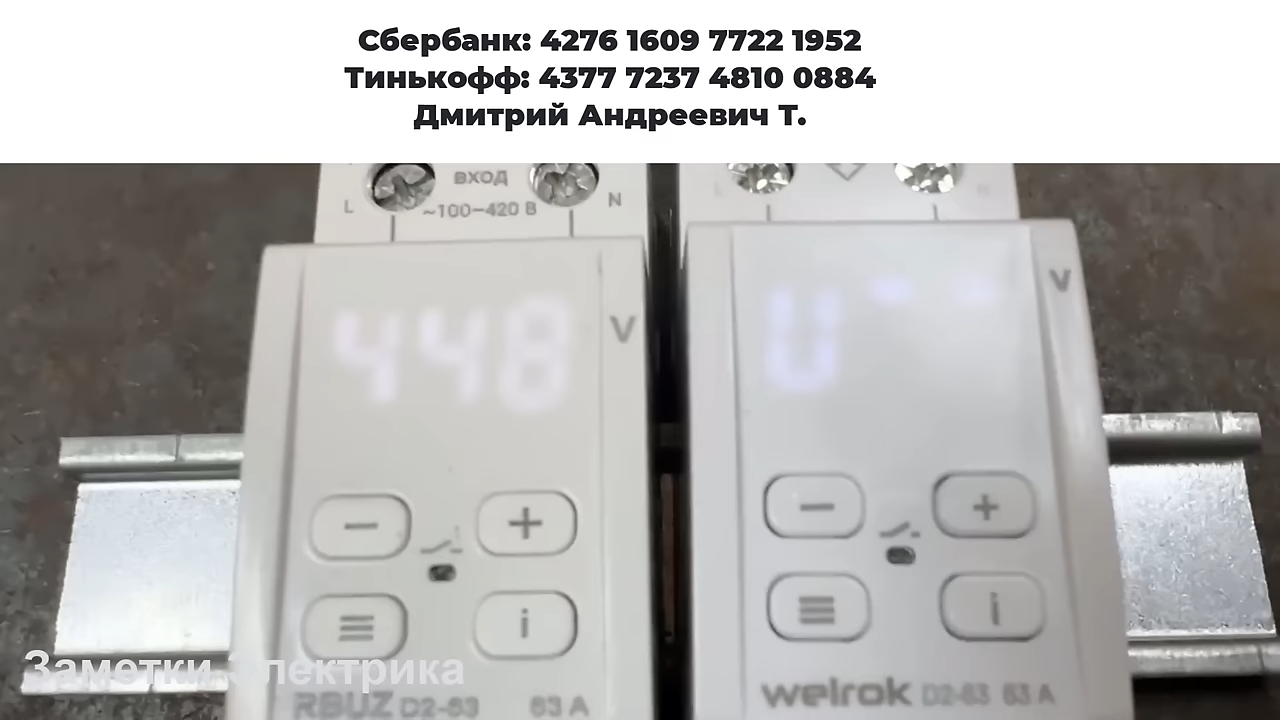 Сбербанк: 4276 1609 7722 1952
Тинькофф: 4377 7237 4810 0884
Дмитрий Андреевич Т.
ВХОД
L ~100–420 В N
L N
448 V
U -- V
− +
− +
≡ i
≡ i
Заметки Электрика
RBUZ D2-63 63 A
welrok D2-63 63 A